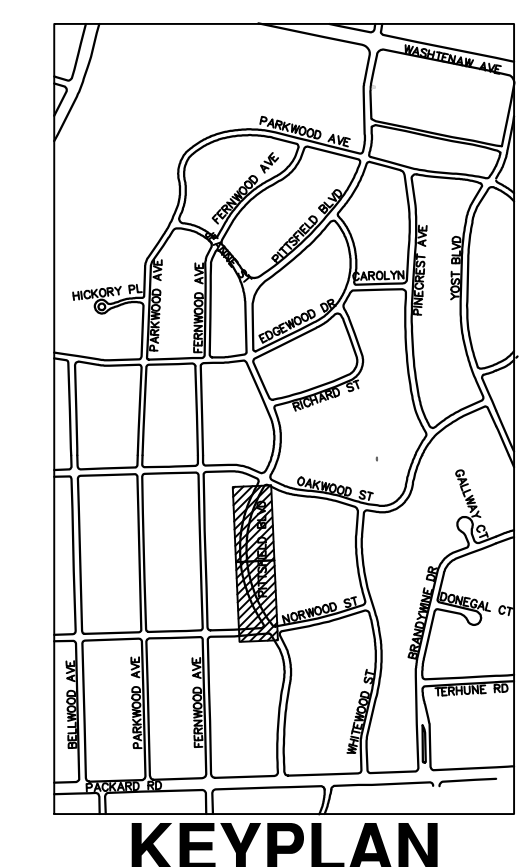 WASHTENAW AVE
PARKWOOD AVE
FERNWOOD AVE
PITTSFIELD BLVD
CAROLYN
PINECREST AVE
YOST BLVD
HICKORY PL
PARKWOOD AVE
FERNWOOD AVE
EDGEWOOD DR
RICHARD ST
OAKWOOD ST
GALLWAY CT
PITTSFIELD BLVD
NORWOOD ST
BRANDYWINE DR
DONEGAL CT
TERHUNE RD
BELLWOOD AVE
PARKWOOD AVE
FERNWOOD AVE
WHITEWOOD ST
PACKARD RD
KEYPLAN